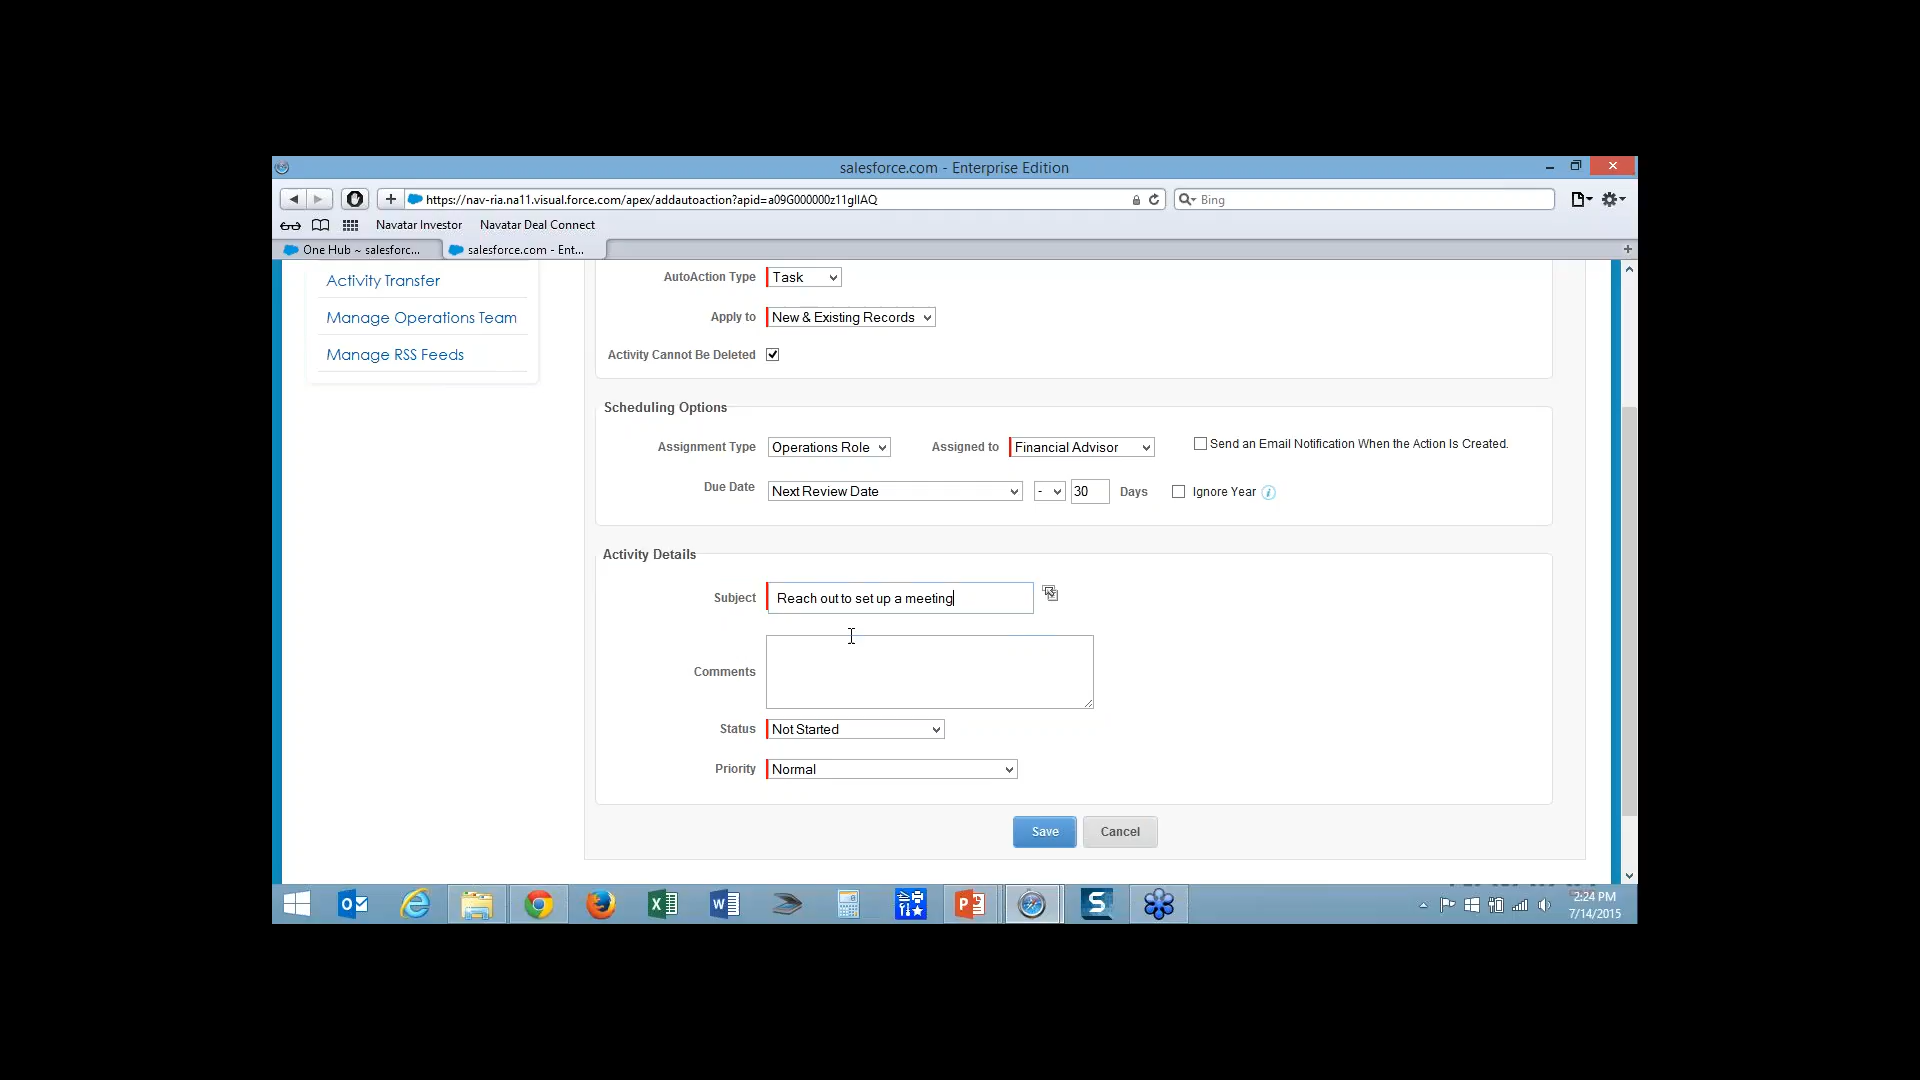 salesforce.com - Enterprise Edition
https://nav-ria.na11.visual.force.com/apex/addautoaction?apid=a09G000000z11glIAQ
Bing
Navatar Investor Navatar Deal Connect
One Hub ~ salesforc... salesforce.com - Ent...
Activity Transfer
Manage Operations Team
Manage RSS Feeds
AutoAction Type Task
Apply to New & Existing Records
Activity Cannot Be Deleted
Scheduling Options
Assignment Type Operations Role Assigned to Financial Advisor Send an Email Notification When the Action Is Created.
Due Date Next Review Date - 30 Days Ignore Year
Activity Details
Subject Reach out to set up a meeting
Comments
Status Not Started
Priority Normal
Save Cancel
2:24 PM
7/14/2015